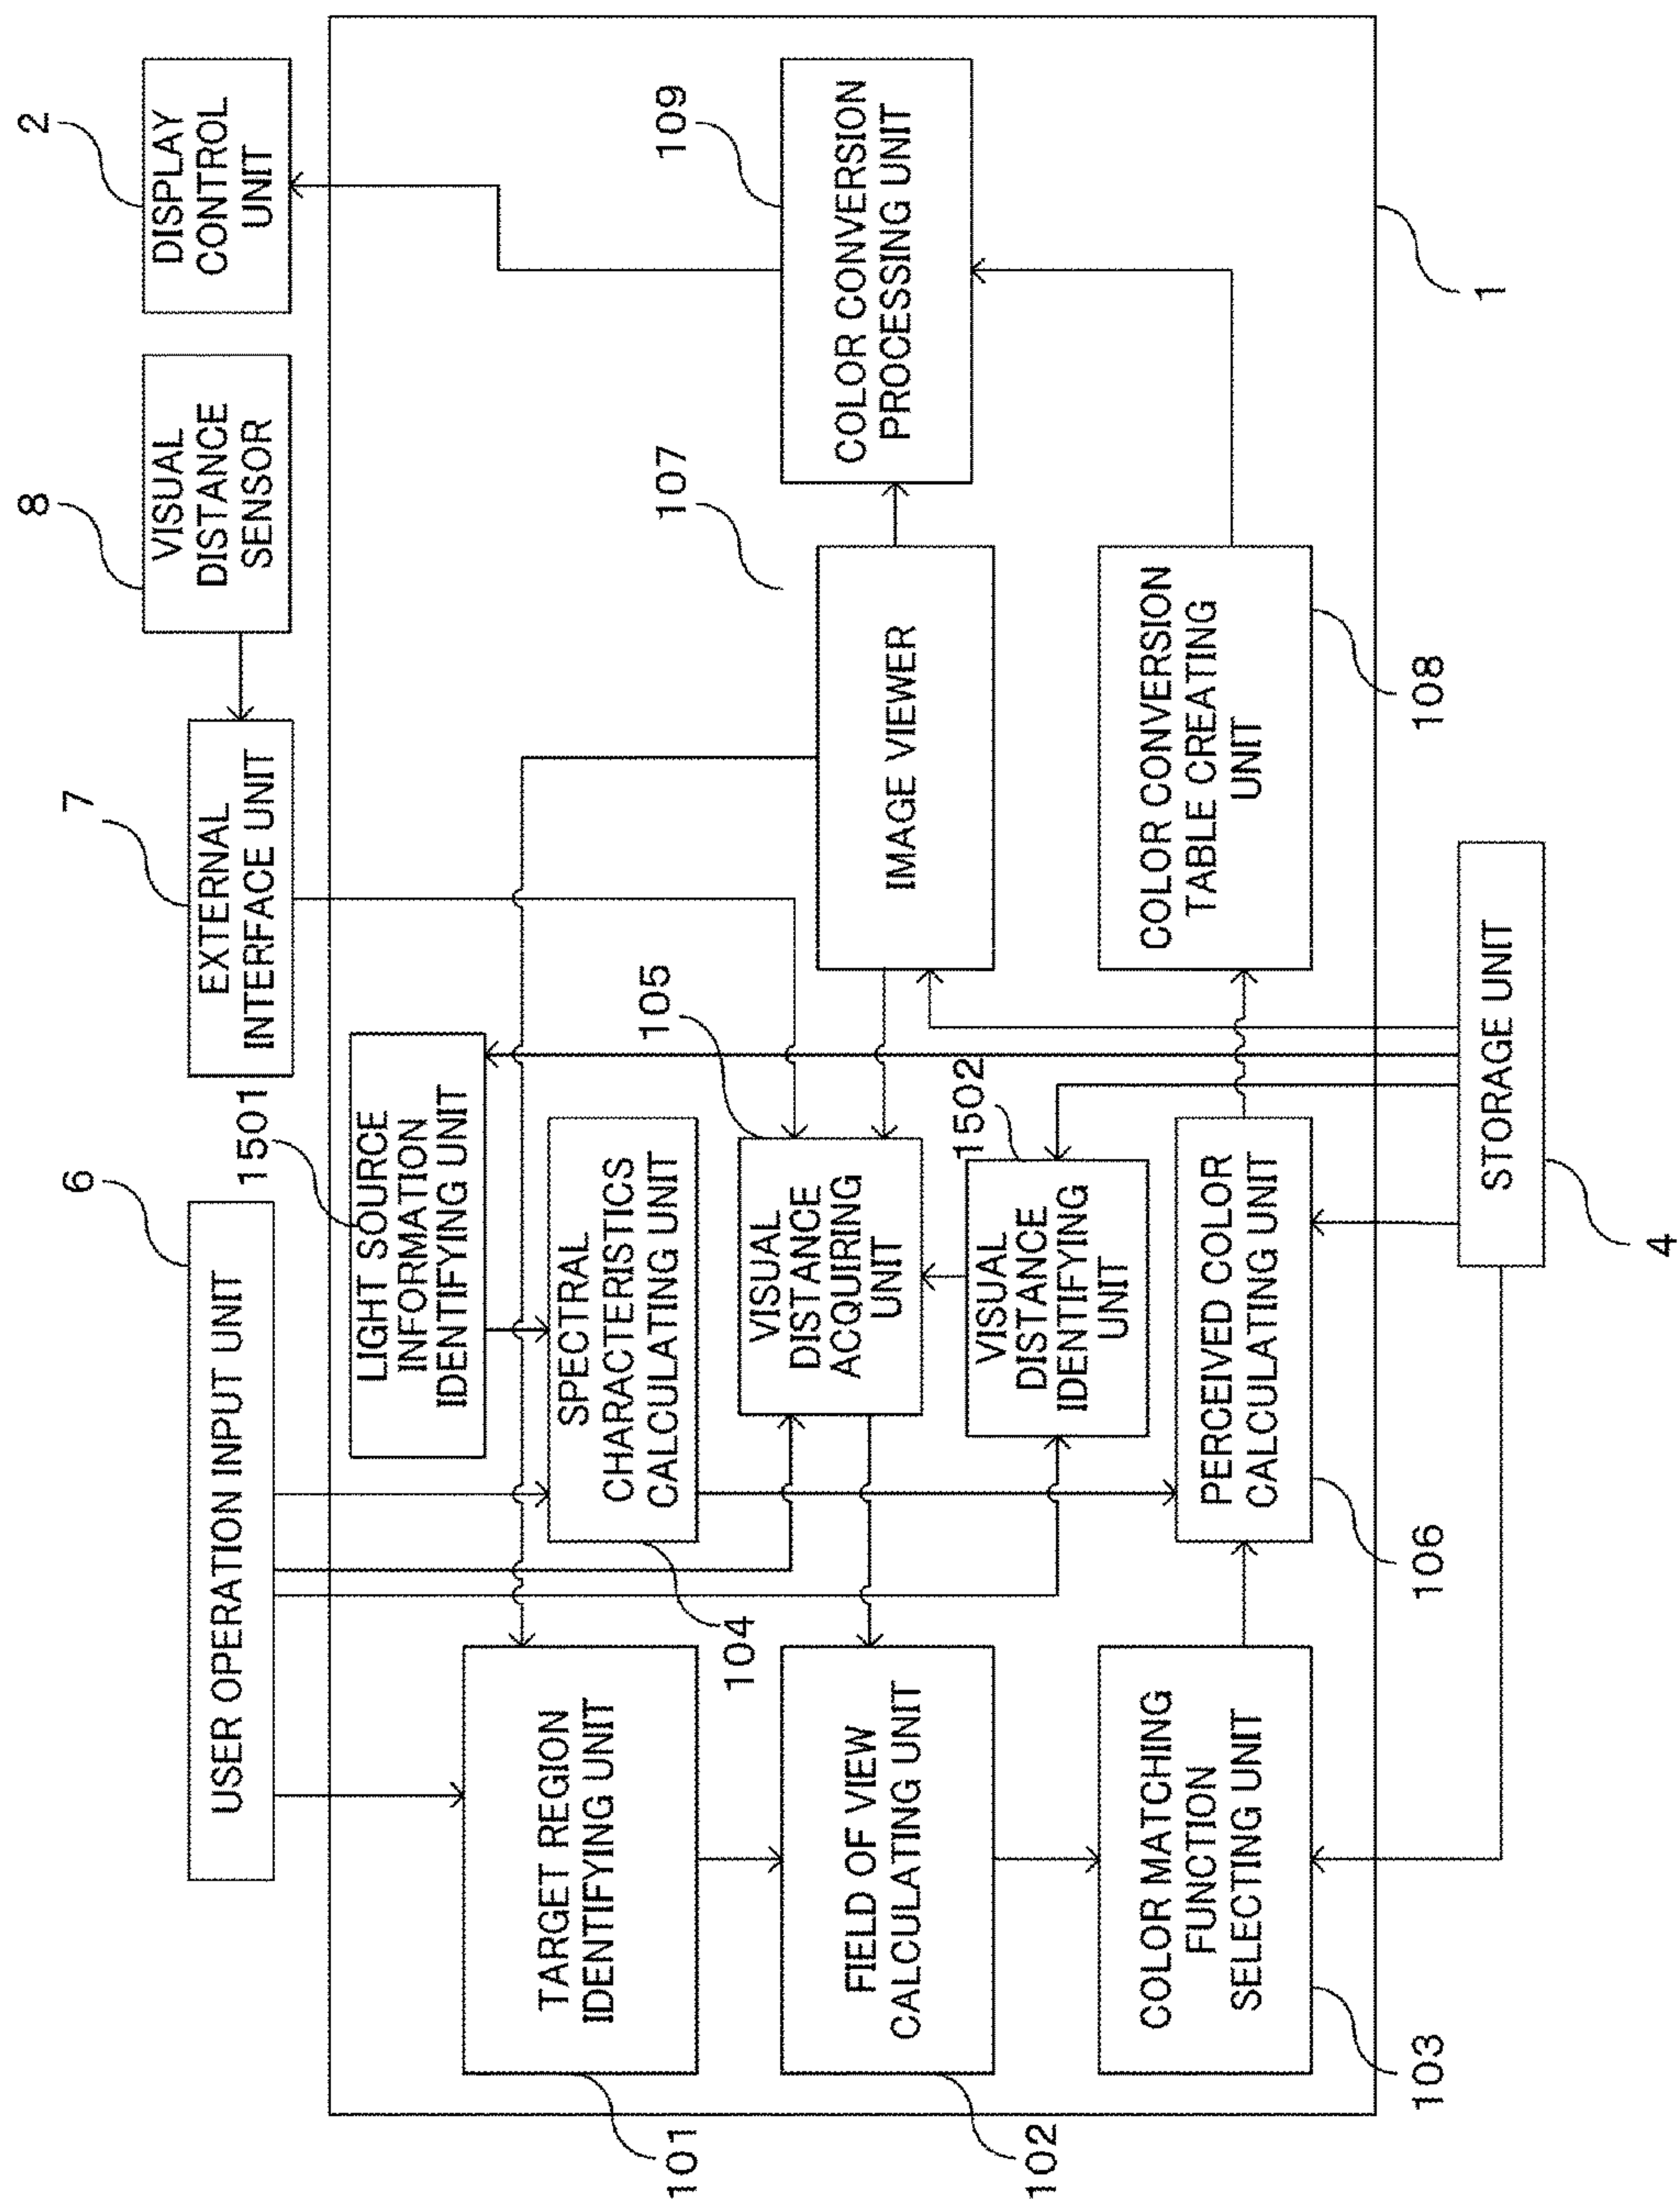 6
USER OPERATION INPUT UNIT
7
EXTERNAL
INTERFACE UNIT
8
VISUAL
DISTANCE
SENSOR
2
DISPLAY
CONTROL
UNIT
1501
LIGHT SOURCE
INFORMATION
IDENTIFYING UNIT
101
TARGET REGION
IDENTIFYING UNIT
104
SPECTRAL
CHARACTERISTICS
CALCULATING UNIT
105
VISUAL
DISTANCE
ACQUIRING
UNIT
107
IMAGE VIEWER
109
COLOR CONVERSION
PROCESSING UNIT
102
FIELD OF VIEW
CALCULATING UNIT
1502
VISUAL
DISTANCE
IDENTIFYING
UNIT
103
COLOR MATCHING
FUNCTION
SELECTING UNIT
106
PERCEIVED COLOR
CALCULATING UNIT
108
COLOR CONVERSION
TABLE CREATING
UNIT
1
STORAGE UNIT
4